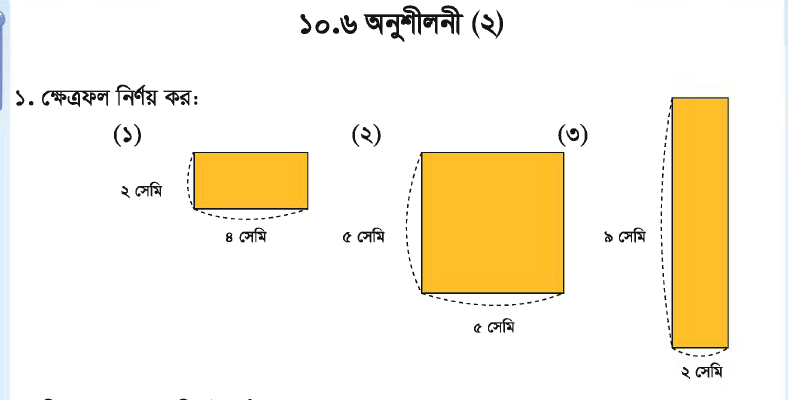 ১০.৬ অনুশীলনী (২)
১. ক্ষেত্রফল নির্ণয় কর:
(১) (২) (৩)
২ সেমি
৪ সেমি ৫ সেমি ৯ সেমি
৫ সেমি
২ সেমি